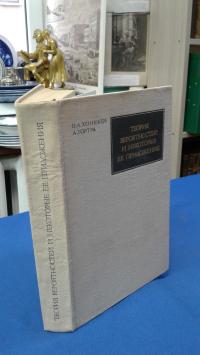 ТЕОРИЯ ВЕРОЯТНОСТЕЙ И НЕКОТОРЫЕ ЕЕ ПРИЛОЖЕНИЯ
П.Л.ХЕННЕКЕН
А.ТОРТРА
ТЕОРИЯ
ВЕРОЯТНОСТЕЙ
И НЕКОТОРЫЕ
ЕЕ ПРИЛОЖЕНИЯ